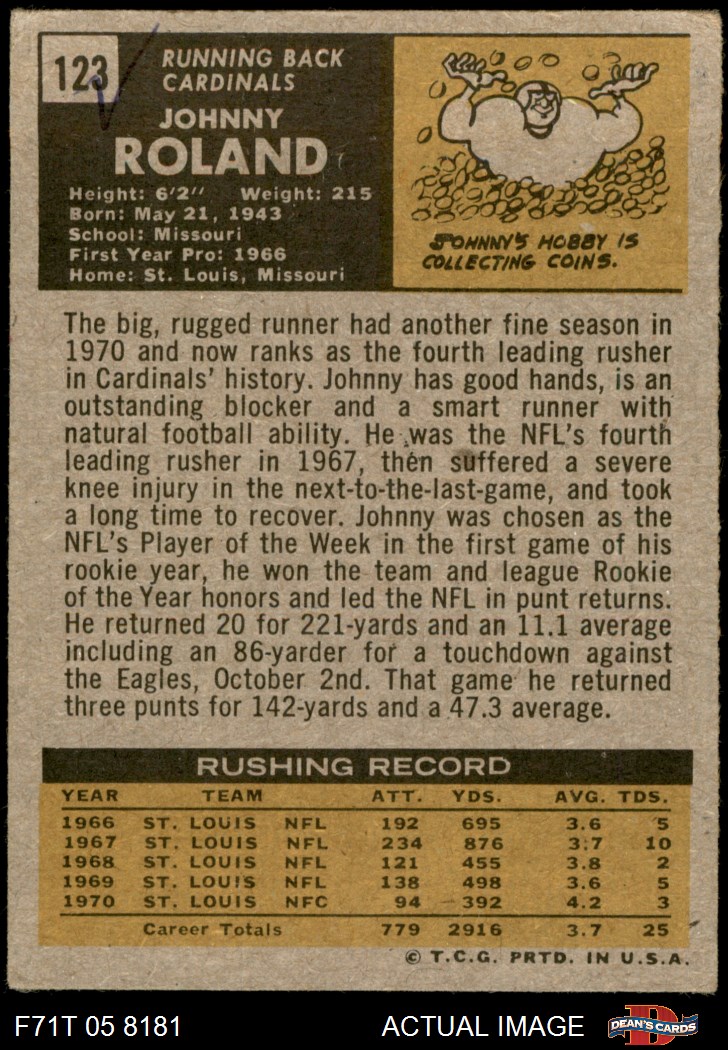 123
RUNNING BACK
CARDINALS
JOHNNY
ROLAND
Height: 6'2" Weight: 215
Born: May 21, 1943
School: Missouri
First Year Pro: 1966
Home: St. Louis, Missouri
JOHNNY'S HOBBY IS
COLLECTING COINS.
The big, rugged runner had another fine season in
1970 and now ranks as the fourth leading rusher
in Cardinals' history. Johnny has good hands, is an
outstanding blocker and a smart runner with
natural football ability. He was the NFL's fourth
leading rusher in 1967, then suffered a severe
knee injury in the next-to-the-last-game, and took
a long time to recover. Johnny was chosen as the
NFL's Player of the Week in the first game of his
rookie year, he won the team and league Rookie
of the Year honors and led the NFL in punt returns.
He returned 20 for 221-yards and an 11.1 average
including an 86-yarder for a touchdown against
the Eagles, October 2nd. That game he returned
three punts for 142-yards and a 47.3 average.
RUSHING RECORD
YEAR TEAM ATT. YDS. AVG. TDS.
1966 ST. LOUIS NFL 192 695 3.6 5
1967 ST. LOUIS NFL 234 876 3.7 10
1968 ST. LOUIS NFL 121 455 3.8 2
1969 ST. LOUIS NFL 138 498 3.6 5
1970 ST. LOUIS NFC 94 392 4.2 3
Career Totals 779 2916 3.7 25
© T.C.G. PRTD. IN U.S.A.
F71T 05 8181 ACTUAL IMAGE D DEAN'S CARDS